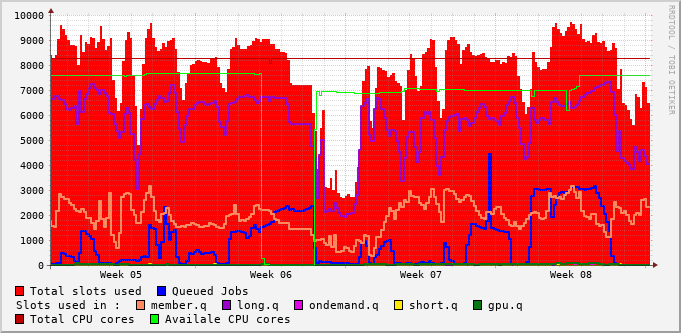 10000
9000
8000
7000
6000
5000
4000
3000
2000
1000
0
Week 05 Week 06 Week 07 Week 08
RRDTOOL / TOBI OETIKER
Total slots used Queued Jobs
Slots used in : member.q long.q ondemand.q short.q gpu.q
Total CPU cores Availale CPU cores